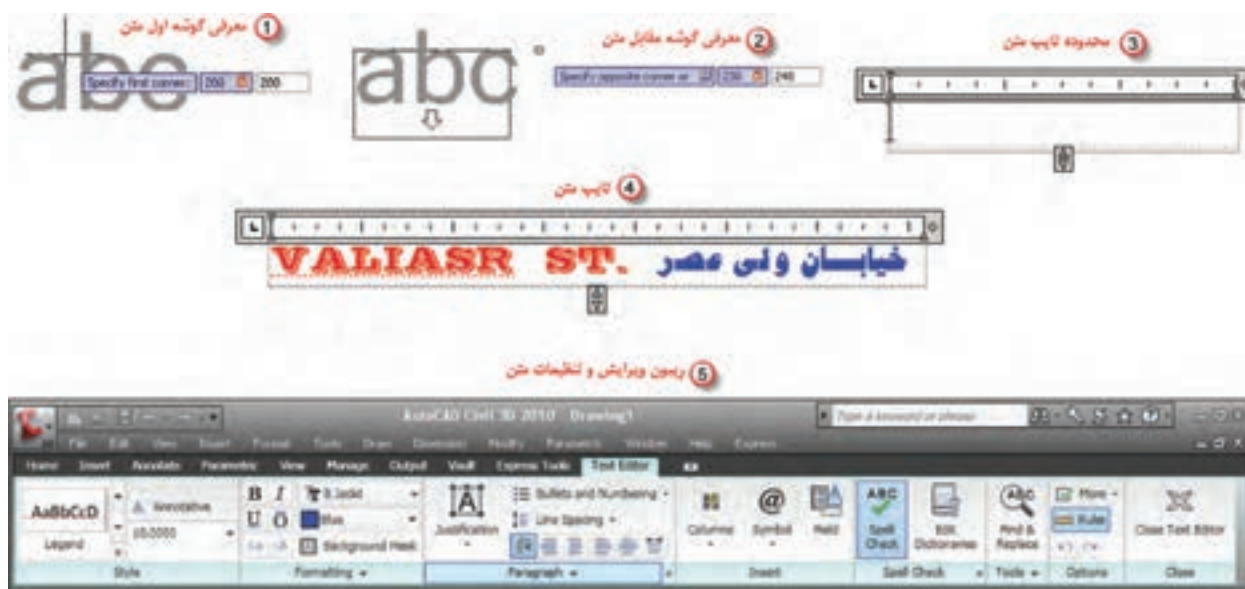 معرفی گوشه اول متن 1
abc
Specify first corner: 200 200
معرفی گوشه مقابل متن 2
abc
Specify opposite corner or 240
محدوده تایپ متن 3
تایپ متن 4
VALIASR ST. خیابان ولی عصر
ریبون ویرایش و تنظیمات متن 5
AutoCAD Civil 3D 2010 Drawing1 Type a keyword or phrase
File Edit View Insert Format Tools Draw Dimension Modify Parametric Window Help Express
Home Insert Annotate Parametric View Manage Output Vault Express Tools Text Editor
AaBbCcD
Legend
Annotative
Style
B I B Jadid
U O Blue
Background Mask
Formatting
A
Justification
Bullets and Numbering
Line Spacing
Paragraph
Columns
@
Symbol
Field
Insert
ABC
Spell Check
Edit Dictionaries
Spell Check
ABC
Find & Replace
Tools
More
Ruler
Options
Close Text Editor
Close